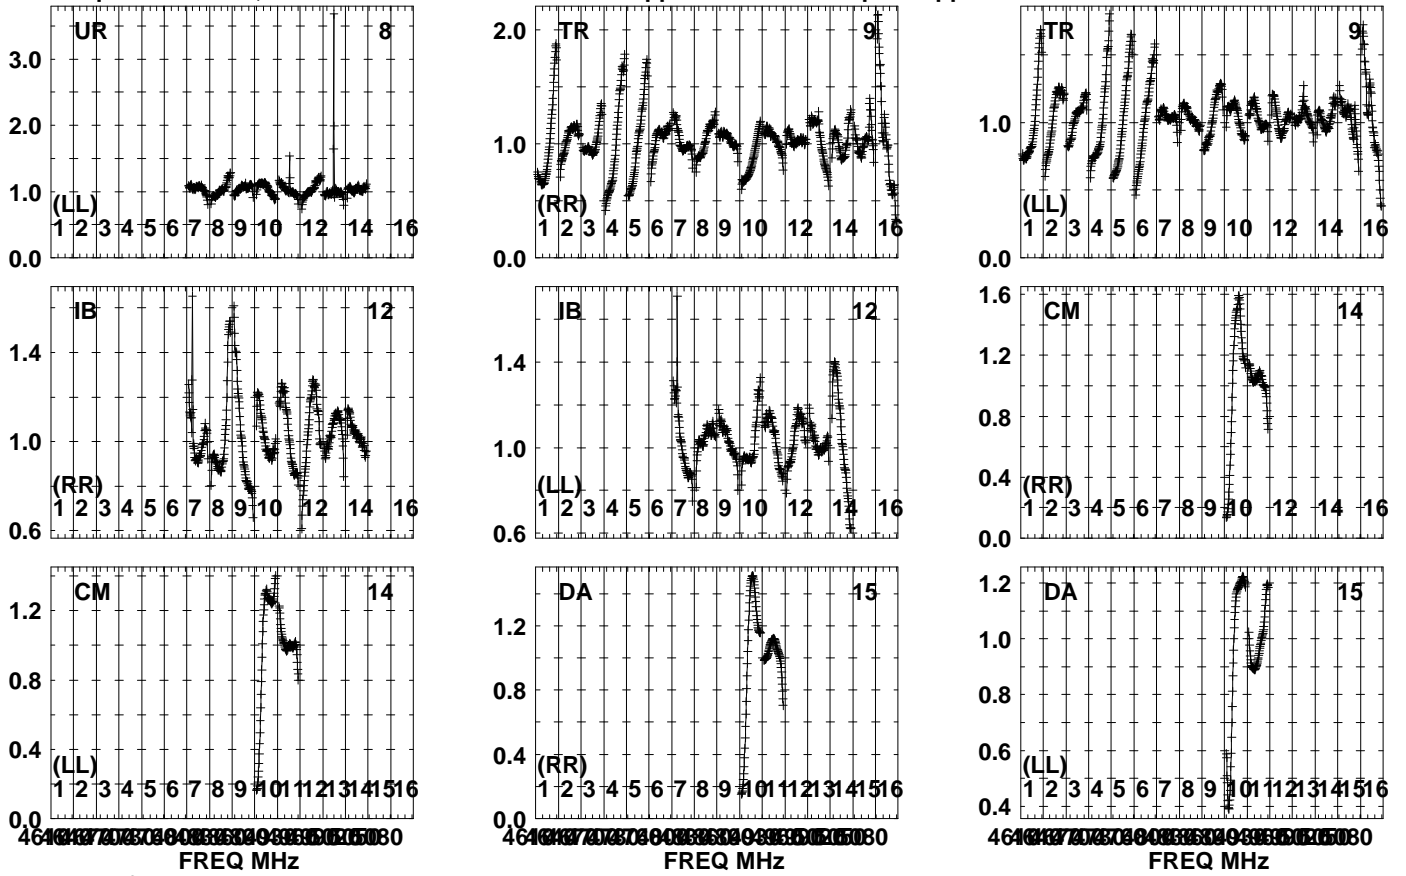 UR 8
3.0
2.0
1.0
(LL)
1 2 3 4 5 6 7 8 9 10 12 14 16
0.0
TR 9
2.0
1.0
(RR)
1 2 3 4 5 6 7 8 9 10 12 14 16
0.0
TR 9
1.0
(LL)
1 2 3 4 5 6 7 8 9 10 12 14 16
0.0
IB 12
1.4
1.0
(RR)
1 2 3 4 5 6 7 8 9 10 12 14 16
0.6
IB 12
1.4
1.0
(LL)
1 2 3 4 5 6 7 8 9 10 12 14 16
0.6
CM 14
1.6
1.2
0.8
0.4
(RR)
1 2 3 4 5 6 7 8 9 10 12 14 16
0.0
CM 14
1.2
0.8
0.4
(LL)
1 2 3 4 5 6 7 8 9 10 11 12 13 14 15 16
0.0
FREQ MHz
DA 15
1.2
0.8
0.4
(RR)
1 2 3 4 5 6 7 8 9 10 11 12 13 14 15 16
0.0
FREQ MHz
DA 15
1.2
1.0
0.8
0.6
(LL)
0.4
1 2 3 4 5 6 7 8 9 10 11 12 13 14 15 16
FREQ MHz